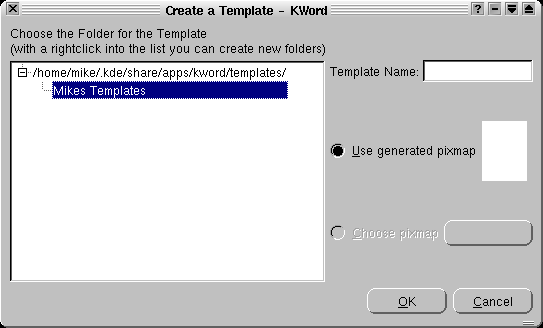 Create a Template - KWord
?
Choose the Folder for the Template
(with a rightclick into the list you can create new folders)
/home/mike/.kde/share/apps/kword/templates/
Mikes Templates
Template Name:
Use generated pixmap
Choose pixmap
OK
Cancel